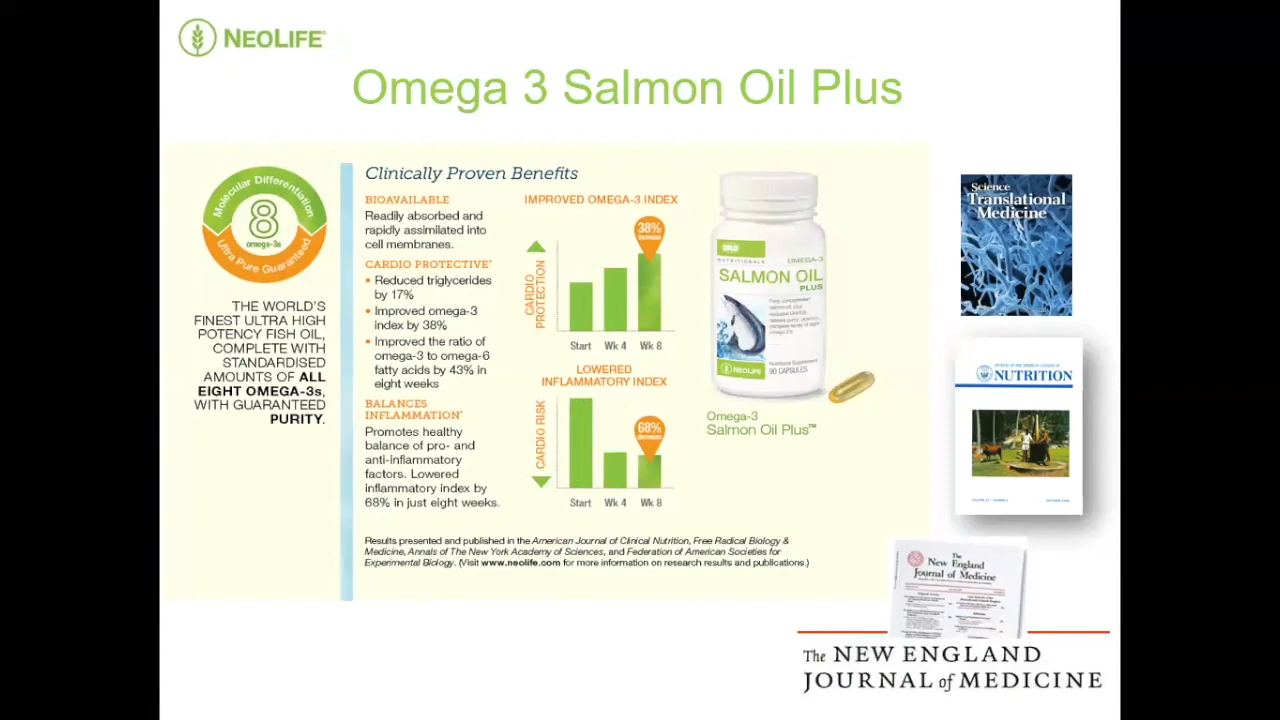 NEOLIFE
Omega 3 Salmon Oil Plus
Molecular Differentiation
8
omega-3s
Ultra Pure Guaranteed
THE WORLD'S
FINEST ULTRA HIGH
POTENCY FISH OIL,
COMPLETE WITH
STANDARDISED
AMOUNTS OF ALL
EIGHT OMEGA-3s,
WITH GUARANTEED
PURITY.
Clinically Proven Benefits
BIOAVAILABLE
Readily absorbed and
rapidly assimilated into
cell membranes.
CARDIO PROTECTIVE*
• Reduced triglycerides
by 17%
• Improved omega-3
index by 38%
• Improved the ratio of
omega-3 to omega-6
fatty acids by 43% in
eight weeks
BALANCES
INFLAMMATION*
Promotes healthy
balance of pro- and
anti-inflammatory
factors. Lowered
inflammatory index by
68% in just eight weeks.
IMPROVED OMEGA-3 INDEX
38%
increase
CARDIO
PROTECTION
Start Wk 4 Wk 8
LOWERED
INFLAMMATORY INDEX
68%
decrease
CARDIO RISK
Start Wk 4 Wk 8
GNLD
NUTRITIONALS
OMEGA-3
SALMON OIL
PLUS
NEOLIFE
Nutritional Supplement
90 CAPSULES
Omega-3
Salmon Oil Plus™
Results presented and published in the American Journal of Clinical Nutrition, Free Radical Biology &
Medicine, Annals of The New York Academy of Sciences, and Federation of American Societies for
Experimental Biology. (Visit www.neolife.com for more information on research results and publications.)
Science
Translational
Medicine
NUTRITION
The
New England
Journal of Medicine
The NEW ENGLAND
JOURNAL of MEDICINE